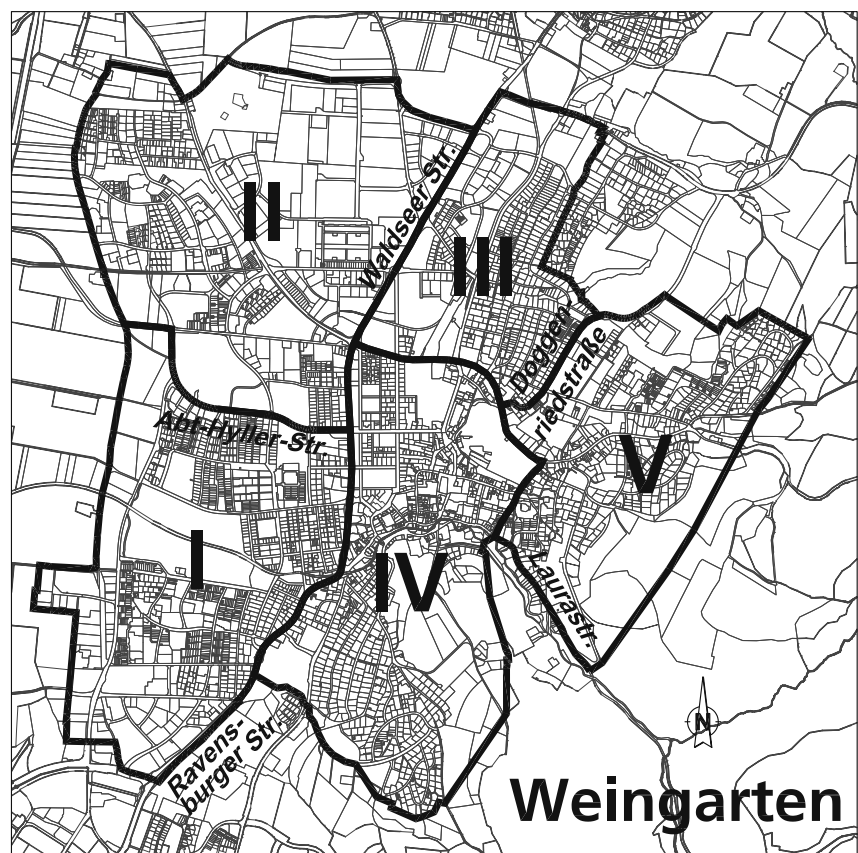 II
Waldseer Str.
III
Doggen-
riedstraße
Abt-Hyller-Str.
V
I
IV
Laurastr.
Ravens-
burger Str.
N
Weingarten